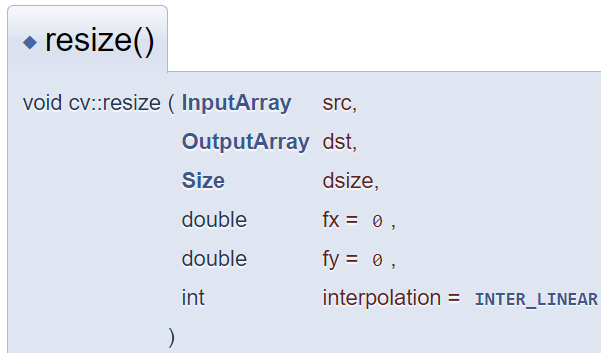 ◆ resize()
void cv::resize ( InputArray src,
OutputArray dst,
Size dsize,
double fx = 0 ,
double fy = 0 ,
int interpolation = INTER_LINEAR
)